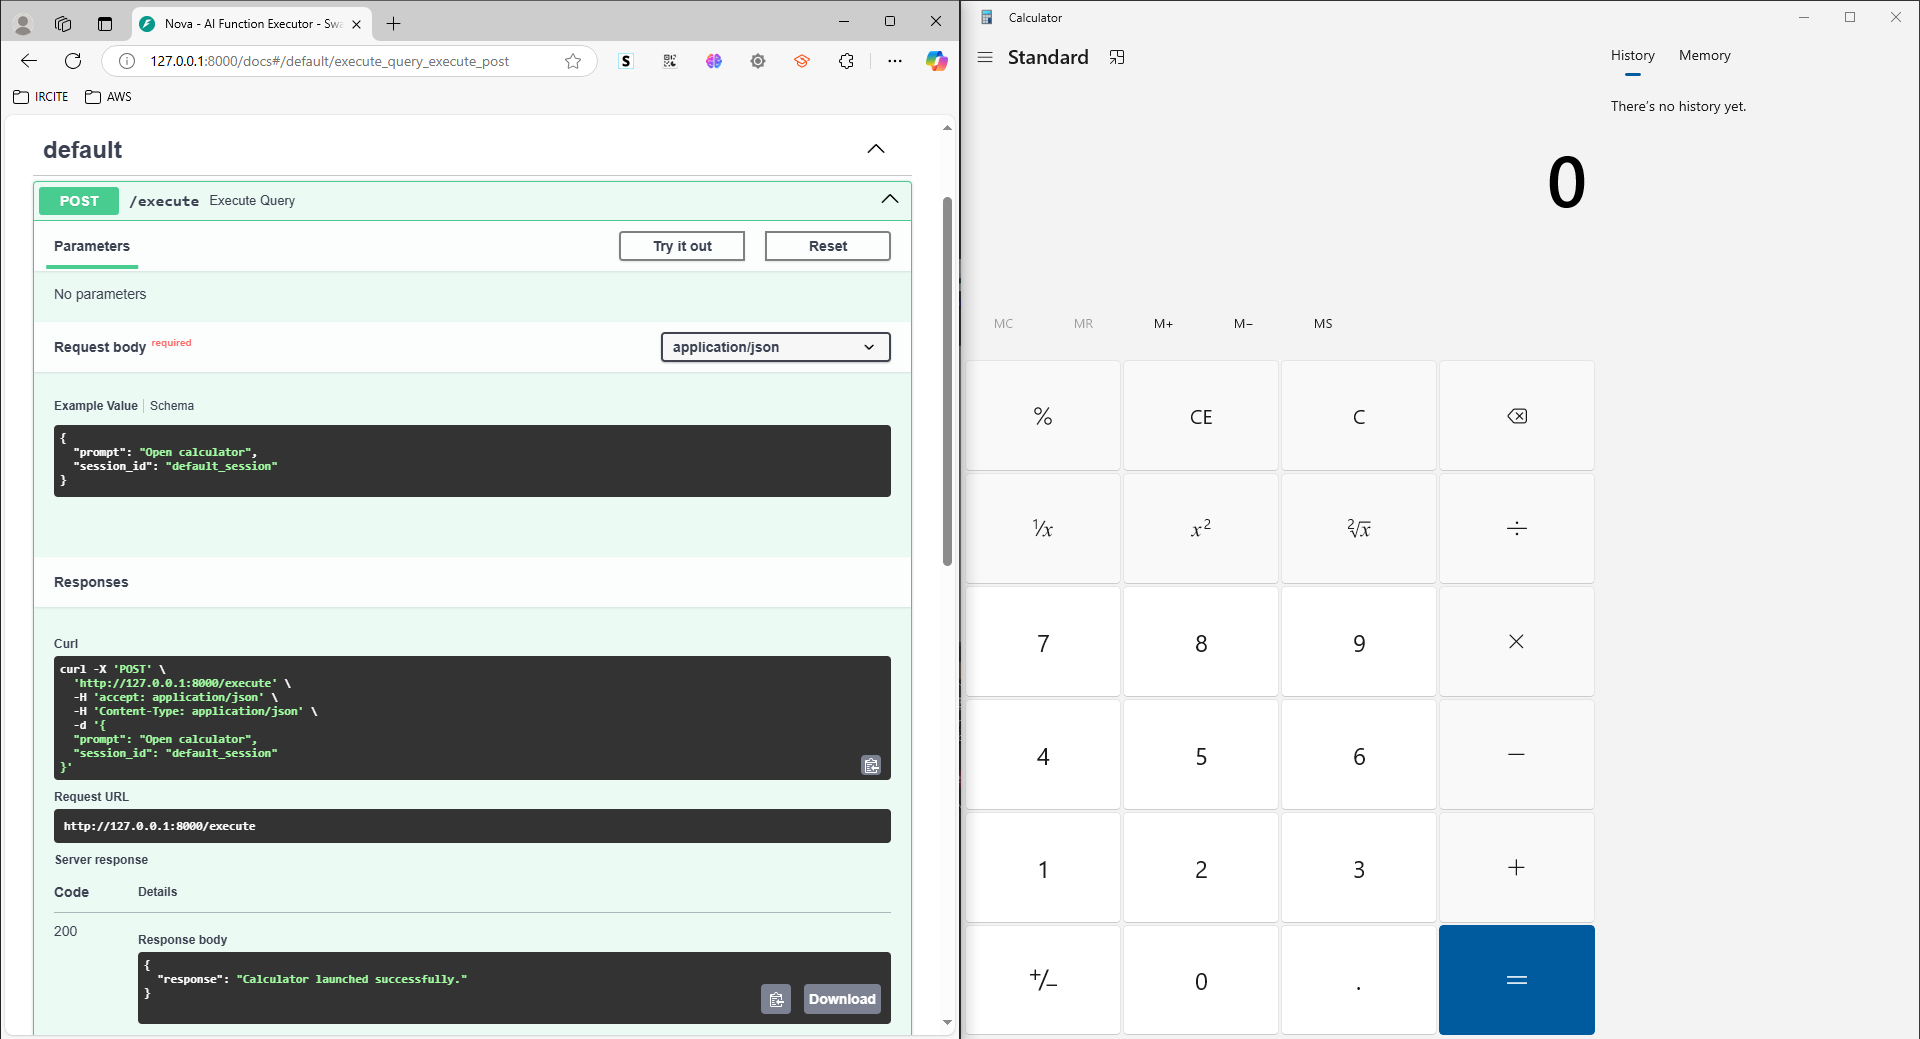 Nova - AI Function Executor - Swa
127.0.0.1:8000/docs#/default/execute_query_execute_post
IRCITE
AWS
default
POST /execute Execute Query
Parameters
Try it out
Reset
No parameters
Request body required
application/json
Example Value
Schema
{
  "prompt": "Open calculator",
  "session_id": "default_session"
}
Responses
Curl
curl -X 'POST' \
  'http://127.0.0.1:8000/execute' \
  -H 'accept: application/json' \
  -H 'Content-Type: application/json' \
  -d '{
  "prompt": "Open calculator",
  "session_id": "default_session"
}'
Request URL
http://127.0.0.1:8000/execute
Server response
Code Details
200
Response body
{
  "response": "Calculator launched successfully."
}
Download
Calculator
Standard
History Memory
There's no history yet.
0
MC MR M+ M− MS
% CE C
¹/x x² ²√x ÷
7 8 9 ×
4 5 6 −
1 2 3 +
+/− 0 . =